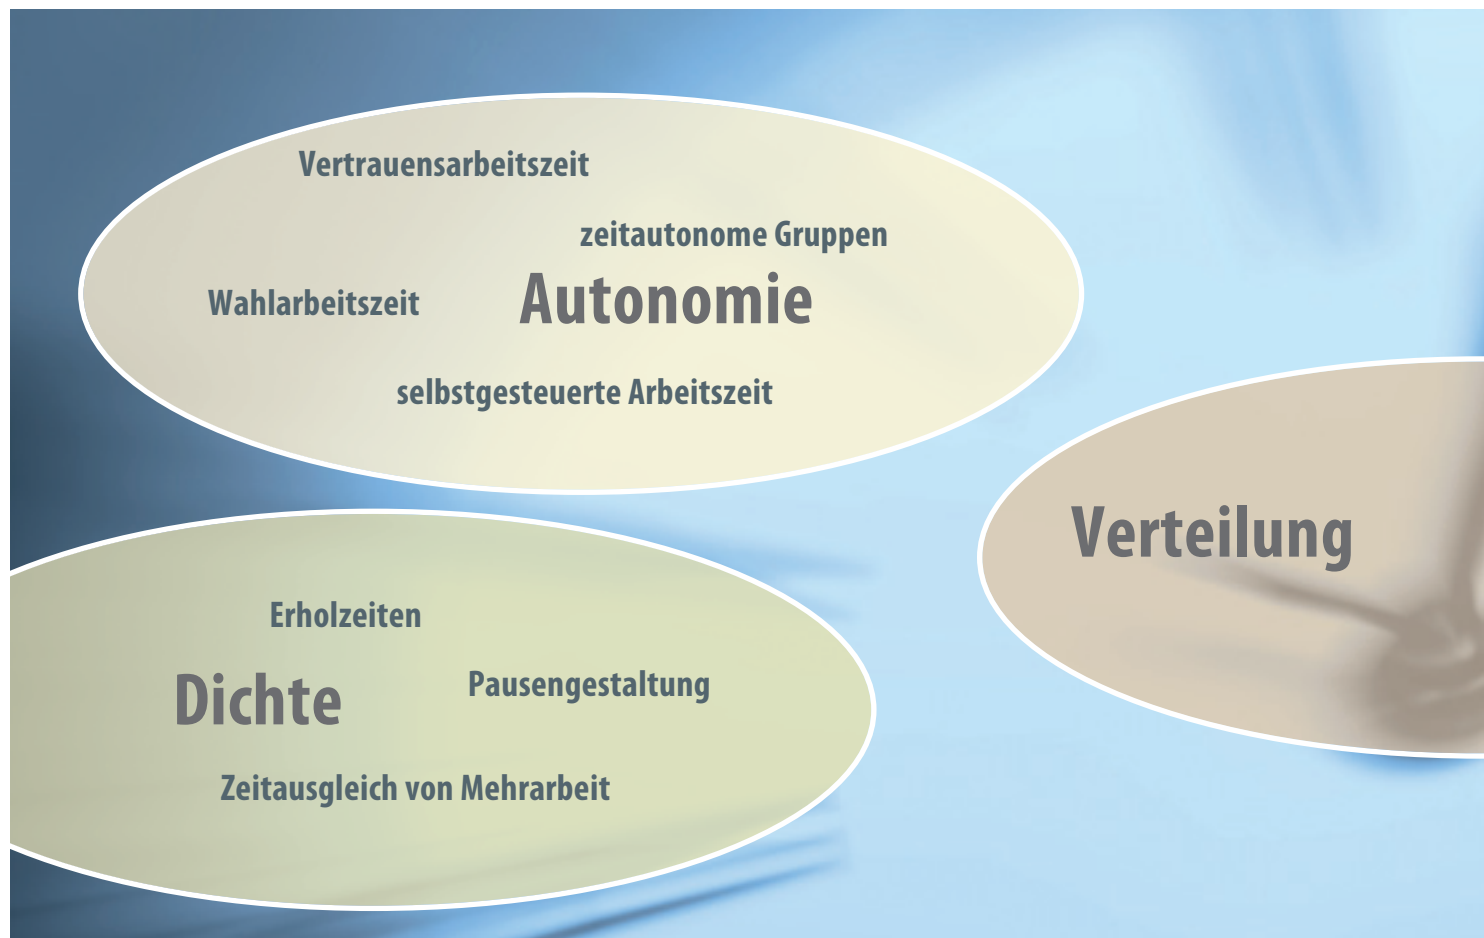 Vertrauensarbeitszeit
zeitautonome Gruppen
Wahlarbeitszeit
Autonomie
selbstgesteuerte Arbeitszeit
Verteilung
Erholzeiten
Dichte
Pausengestaltung
Zeitausgleich von Mehrarbeit